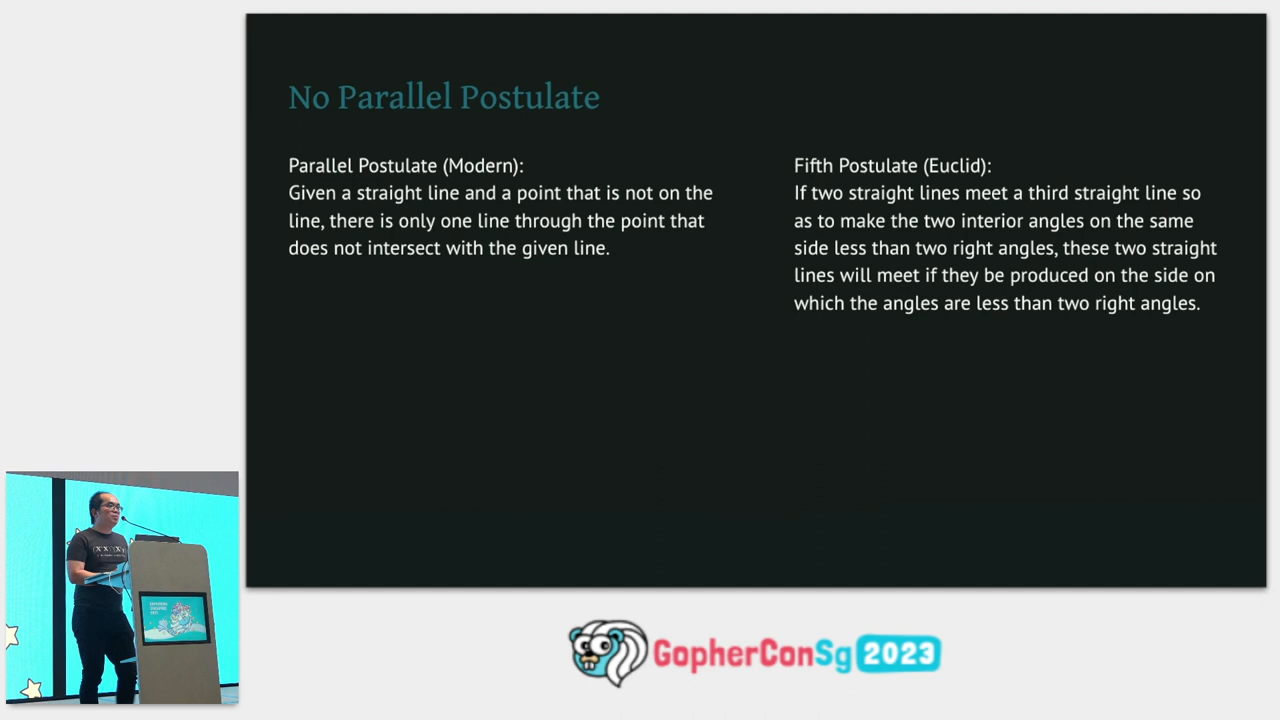 No Parallel Postulate
Parallel Postulate (Modern):
Given a straight line and a point that is not on the
line, there is only one line through the point that
does not intersect with the given line.
Fifth Postulate (Euclid):
If two straight lines meet a third straight line so
as to make the two interior angles on the same
side less than two right angles, these two straight
lines will meet if they be produced on the side on
which the angles are less than two right angles.
GopherConSg 2023